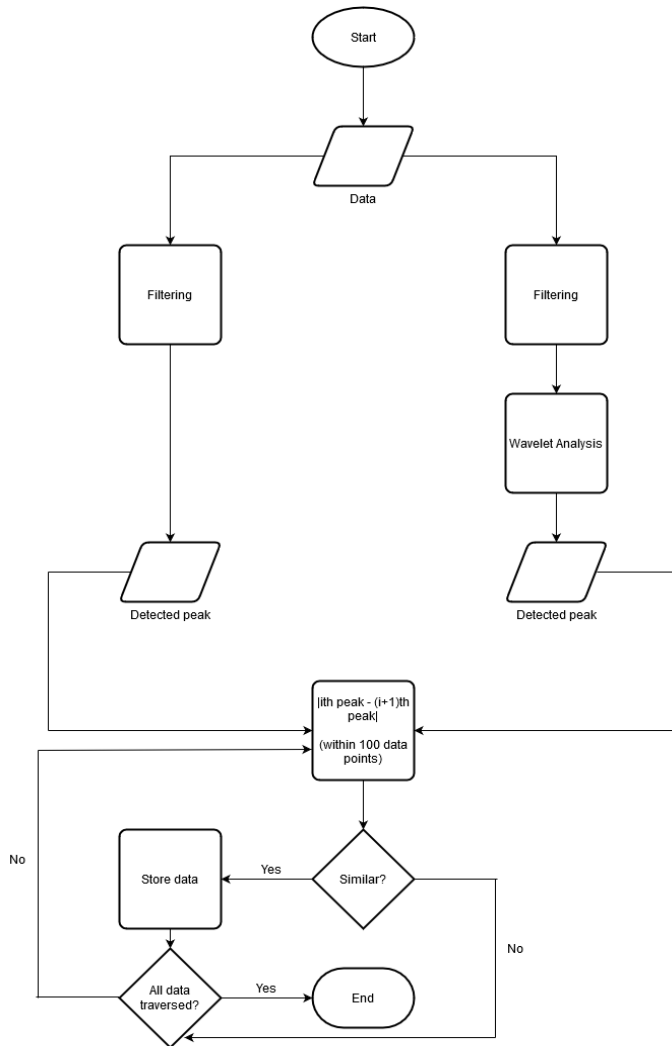 Start
Data
Filtering
Filtering
Wavelet Analysis
Detected peak
Detected peak
|ith peak - (i+1)th
peak|
(within 100 data
points)
No
Store data
Yes
Similar?
No
All data
traversed?
Yes
End